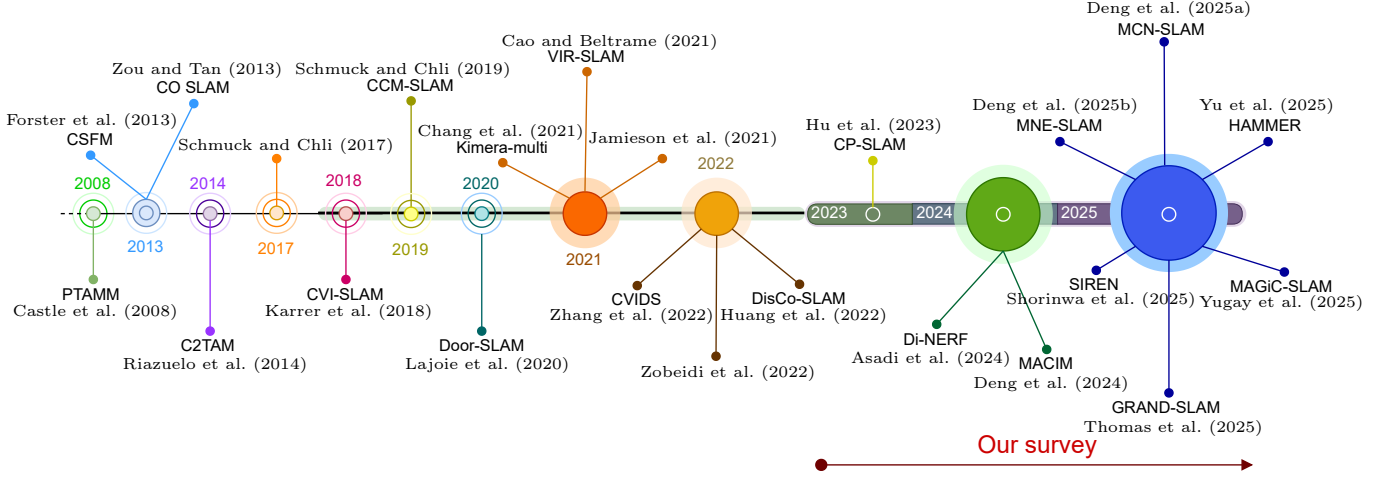 Deng et al. (2025a)
MCN-SLAM
Cao and Beltrame (2021)
VIR-SLAM
Zou and Tan (2013)
CO SLAM
Schmuck and Chli (2019)
CCM-SLAM
Forster et al. (2013)
CSFM
Schmuck and Chli (2017)
Chang et al. (2021)
Kimera-multi
Jamieson et al. (2021)
Hu et al. (2023)
CP-SLAM
Deng et al. (2025b)
MNE-SLAM
Yu et al. (2025)
HAMMER
2008
2013
2014
2017
2018
2019
2020
2021
2022
2023
2024
2025
PTAMM
Castle et al. (2008)
C2TAM
Riazuelo et al. (2014)
CVI-SLAM
Karrer et al. (2018)
Door-SLAM
Lajoie et al. (2020)
CVIDS
Zhang et al. (2022)
DisCo-SLAM
Huang et al. (2022)
Zobeidi et al. (2022)
Di-NERF
Asadi et al. (2024)
MACIM
Deng et al. (2024)
SIREN
Shorinwa et al. (2025)
MAGiC-SLAM
Yugay et al. (2025)
GRAND-SLAM
Thomas et al. (2025)
Our survey